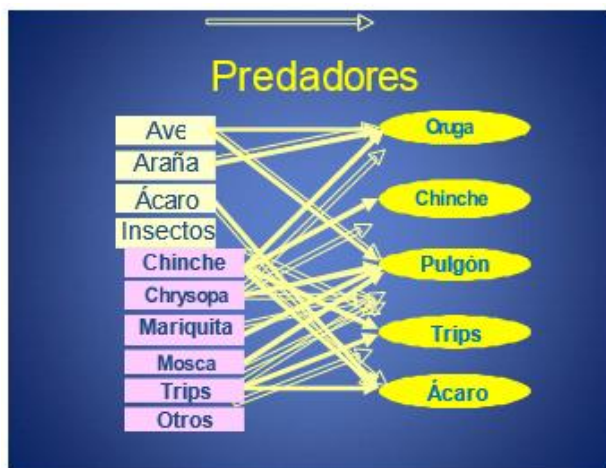 Predadores
Ave
Araña
Ácaro
Insectos
Chinche
Chrysopa
Mariquita
Mosca
Trips
Otros
Oruga
Chinche
Pulgón
Trips
Ácaro